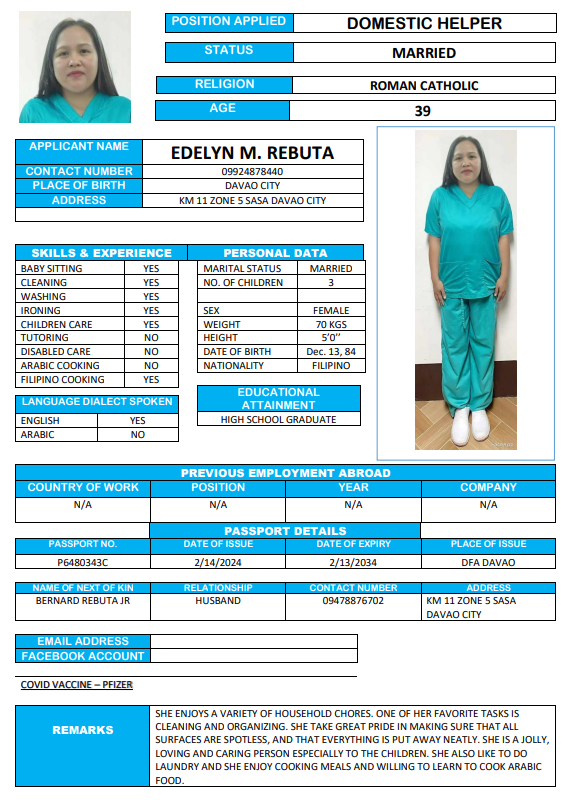 POSITION APPLIED DOMESTIC HELPER
STATUS MARRIED
RELIGION ROMAN CATHOLIC
AGE 39
APPLICANT NAME EDELYN M. REBUTA
CONTACT NUMBER 09924878440
PLACE OF BIRTH DAVAO CITY
ADDRESS KM 11 ZONE 5 SASA DAVAO CITY
SKILLS & EXPERIENCE
BABY SITTING YES
CLEANING YES
WASHING YES
IRONING YES
CHILDREN CARE YES
TUTORING NO
DISABLED CARE NO
ARABIC COOKING NO
FILIPINO COOKING YES
PERSONAL DATA
MARITAL STATUS MARRIED
NO. OF CHILDREN 3
SEX FEMALE
WEIGHT 70 KGS
HEIGHT 5’0’’
DATE OF BIRTH Dec. 13, 84
NATIONALITY FILIPINO
LANGUAGE DIALECT SPOKEN
ENGLISH YES
ARABIC NO
EDUCATIONAL
ATTAINMENT
HIGH SCHOOL GRADUATE
PREVIOUS EMPLOYMENT ABROAD
COUNTRY OF WORK POSITION YEAR COMPANY
N/A N/A N/A N/A
PASSPORT DETAILS
PASSPORT NO. DATE OF ISSUE DATE OF EXPIRY PLACE OF ISSUE
P6480343C 2/14/2024 2/13/2034 DFA DAVAO
NAME OF NEXT OF KIN RELATIONSHIP CONTACT NUMBER ADDRESS
BERNARD REBUTA JR HUSBAND 09478876702 KM 11 ZONE 5 SASA
DAVAO CITY
EMAIL ADDRESS
FACEBOOK ACCOUNT
COVID VACCINE – PFIZER
REMARKS
SHE ENJOYS A VARIETY OF HOUSEHOLD CHORES. ONE OF HER FAVORITE TASKS IS
CLEANING AND ORGANIZING. SHE TAKE GREAT PRIDE IN MAKING SURE THAT ALL
SURFACES ARE SPOTLESS, AND THAT EVERYTHING IS PUT AWAY NEATLY. SHE IS A JOLLY,
LOVING AND CARING PERSON ESPECIALLY TO THE CHILDREN. SHE ALSO LIKE TO DO
LAUNDRY AND SHE ENJOY COOKING MEALS AND WILLING TO LEARN TO COOK ARABIC
FOOD.